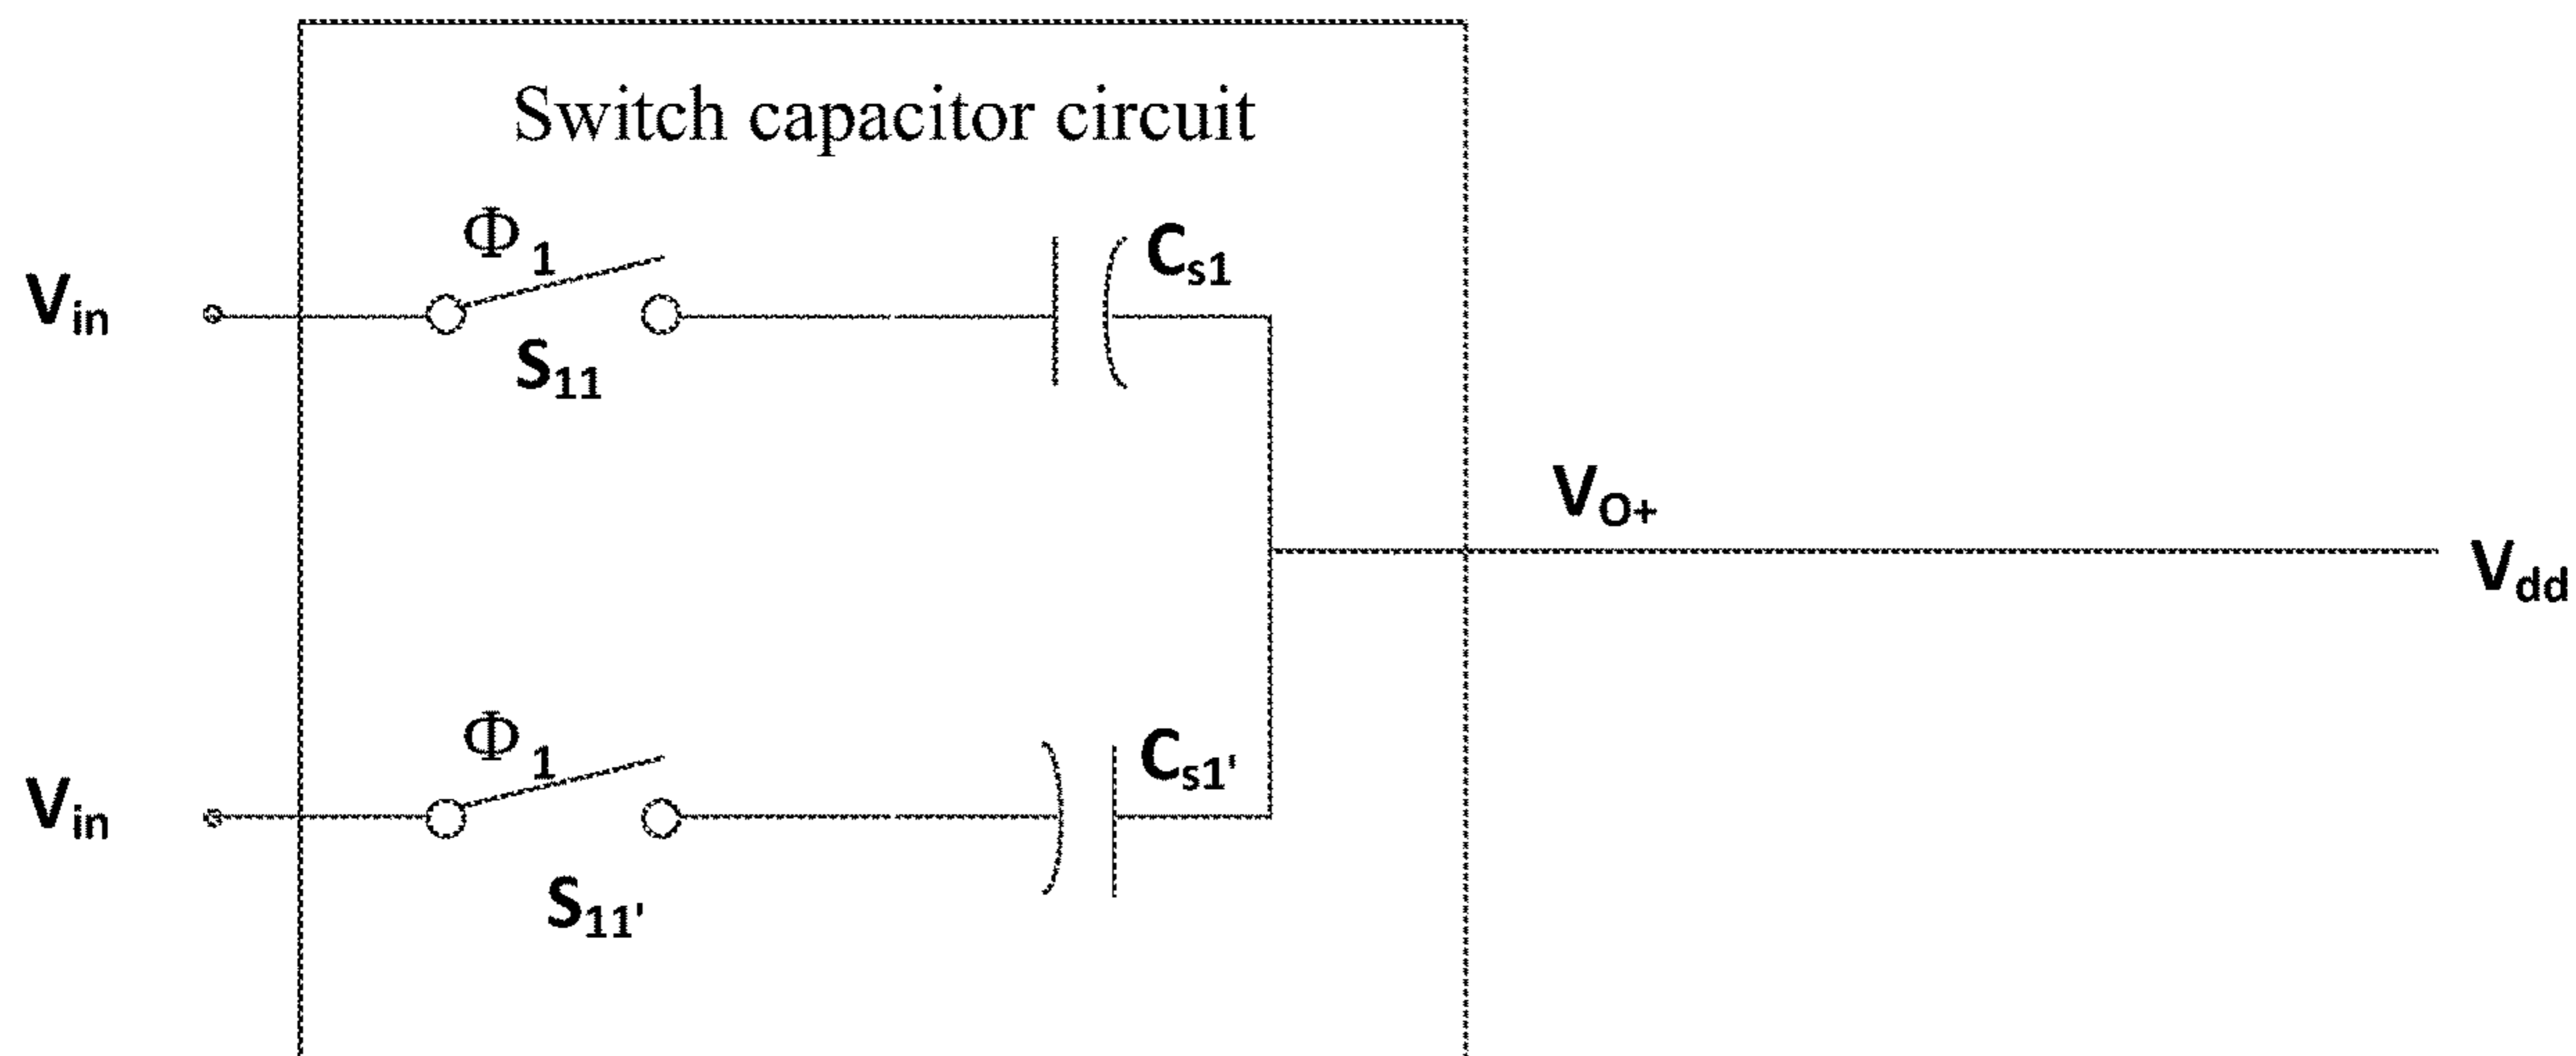 Switch capacitor circuit
Φ1
Cs1
Vin
S11
VO+
Vdd
Φ1
Cs1'
Vin
S11'